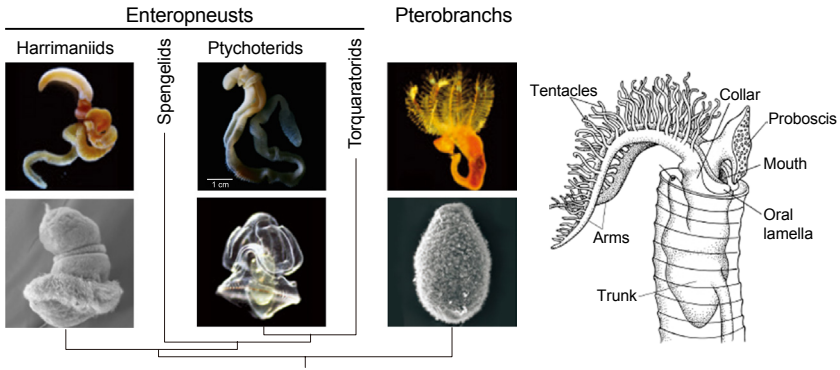 Enteropneusts
Pterobranchs
Harrimaniids
Spengelids
Ptychoterids
Torquaratorids
1 cm
Tentacles
Collar
Proboscis
Mouth
Oral
lamella
Arms
Trunk